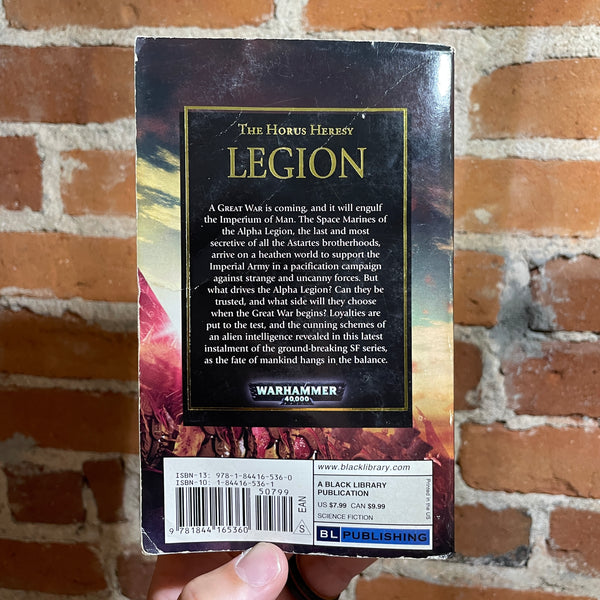 THE HORUS HERESY
LEGION
A GREAT WAR is coming, and it will engulf
the Imperium of Man. The Space Marines of
the Alpha Legion, the last and most
secretive of all the Astartes brotherhoods,
arrive on a heathen world to support the
Imperial Army in a pacification campaign
against strange and uncanny forces. But
what drives the Alpha Legion? Can they be
trusted, and what side will they choose
when the Great War begins? Loyalties are
put to the test, and the cunning schemes of
an alien intelligence revealed in this latest
instalment of the ground-breaking SF series,
as the fate of mankind hangs in the balance.
WARHAMMER
40,000
ISBN-13: 978-1-84416-536-0
ISBN-10: 1-84416-536-1
50799
9 781844 165360
S EAN
www.blacklibrary.com
A BLACK LIBRARY
PUBLICATION
US $7.99 CAN $9.99
SCIENCE FICTION
BL PUBLISHING
Printed in the US